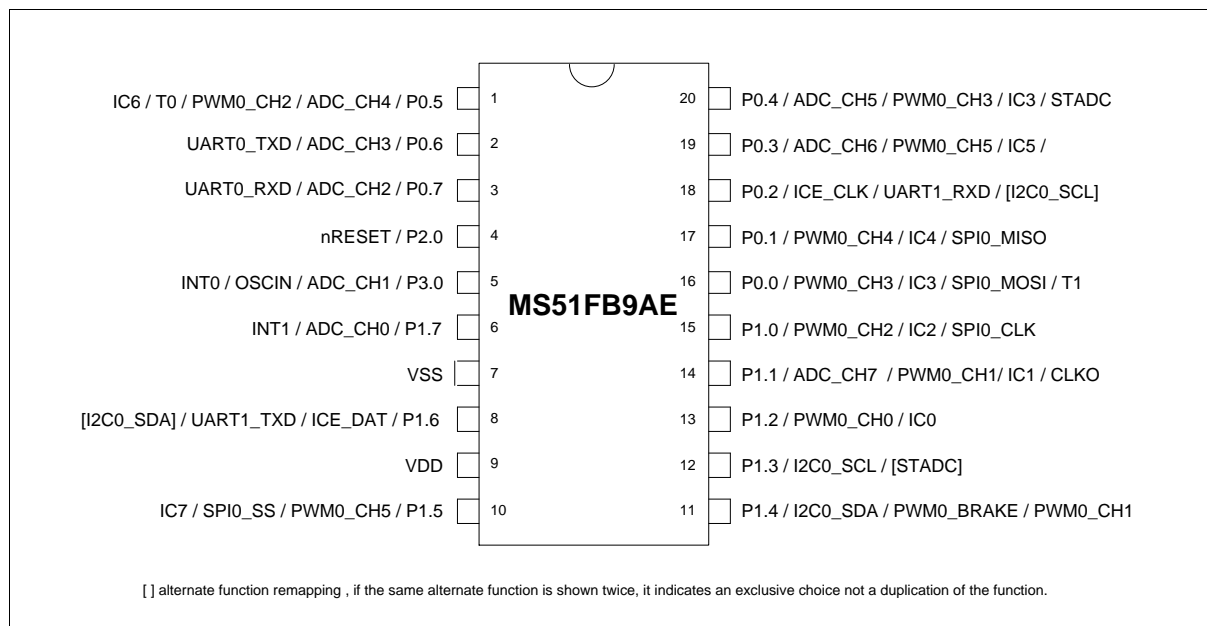 IC6 / T0 / PWM0_CH2 / ADC_CH4 / P0.5 1 20 P0.4 / ADC_CH5 / PWM0_CH3 / IC3 / STADC
UART0_TXD / ADC_CH3 / P0.6 2 19 P0.3 / ADC_CH6 / PWM0_CH5 / IC5 /
UART0_RXD / ADC_CH2 / P0.7 3 18 P0.2 / ICE_CLK / UART1_RXD / [I2C0_SCL]
nRESET / P2.0 4 17 P0.1 / PWM0_CH4 / IC4 / SPI0_MISO
INT0 / OSCIN / ADC_CH1 / P3.0 5 16 P0.0 / PWM0_CH3 / IC3 / SPI0_MOSI / T1
MS51FB9AE
INT1 / ADC_CH0 / P1.7 6 15 P1.0 / PWM0_CH2 / IC2 / SPI0_CLK
VSS 7 14 P1.1 / ADC_CH7 / PWM0_CH1/ IC1 / CLKO
[I2C0_SDA] / UART1_TXD / ICE_DAT / P1.6 8 13 P1.2 / PWM0_CH0 / IC0
VDD 9 12 P1.3 / I2C0_SCL / [STADC]
IC7 / SPI0_SS / PWM0_CH5 / P1.5 10 11 P1.4 / I2C0_SDA / PWM0_BRAKE / PWM0_CH1
[ ] alternate function remapping , if the same alternate function is shown twice, it indicates an exclusive choice not a duplication of the function.